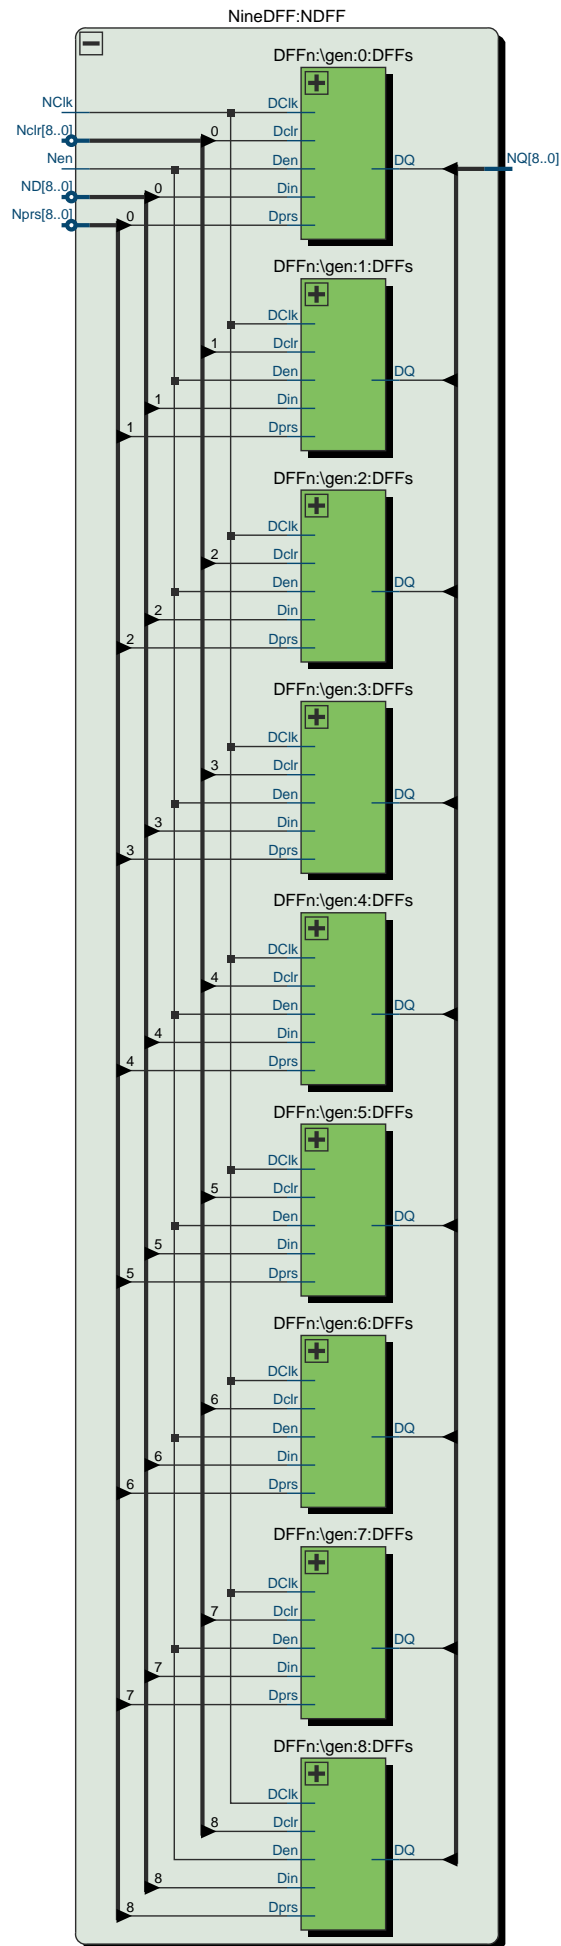 NineDFF:NDFF
DFFn:\gen:0:DFFs
NClk
DClk
Nclr[8..0]
0
Dclr
Nen
Den
DQ
NQ[8..0]
ND[8..0]
0
Din
Nprs[8..0]
0
Dprs
DFFn:\gen:1:DFFs
DClk
1
Dclr
Den
DQ
1
Din
1
Dprs
DFFn:\gen:2:DFFs
DClk
2
Dclr
Den
DQ
2
Din
2
Dprs
DFFn:\gen:3:DFFs
DClk
3
Dclr
Den
DQ
3
Din
3
Dprs
DFFn:\gen:4:DFFs
DClk
4
Dclr
Den
DQ
4
Din
4
Dprs
DFFn:\gen:5:DFFs
DClk
5
Dclr
Den
DQ
5
Din
5
Dprs
DFFn:\gen:6:DFFs
DClk
6
Dclr
Den
DQ
6
Din
6
Dprs
DFFn:\gen:7:DFFs
DClk
7
Dclr
Den
DQ
7
Din
7
Dprs
DFFn:\gen:8:DFFs
DClk
8
Dclr
Den
DQ
8
Din
8
Dprs